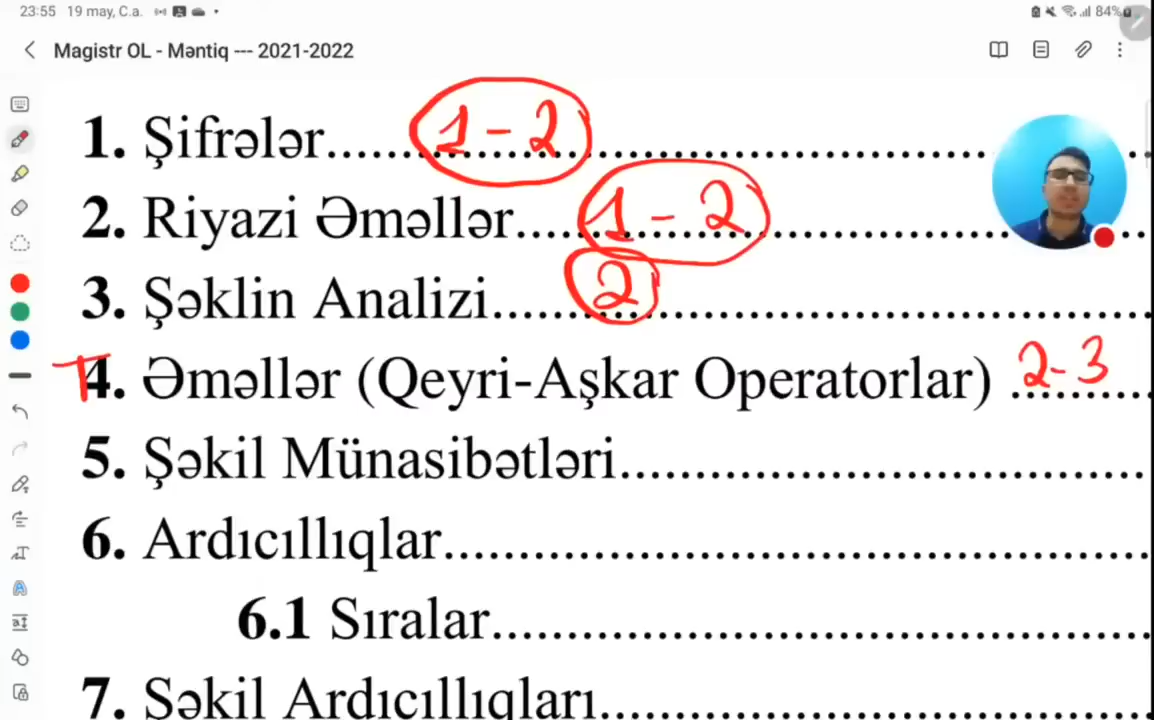 23:55 19 may, C.a. 84%
Magistr OL - Məntiq --- 2021-2022
1. Şifrələr........................................ 1-2
2. Riyazi Əməllər........................................ 1-2
3. Şəklin Analizi........................................ 2
4. Əməllər (Qeyri-Aşkar Operatorlar) ......... 2-3
5. Şəkil Münasibətləri........................................
6. Ardıcıllıqlar........................................
6.1 Sıralar........................................
7. Şəkil Ardıcıllıqları........................................